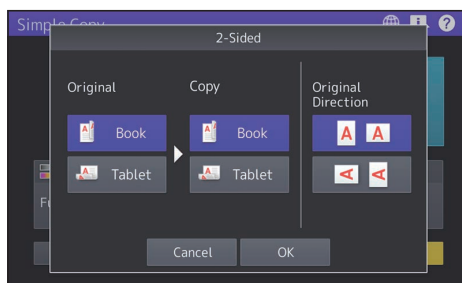 Simple Copy
2-Sided
Original
Copy
Original
Direction
Book
Book
A A
Tablet
Tablet
A A
Cancel
OK